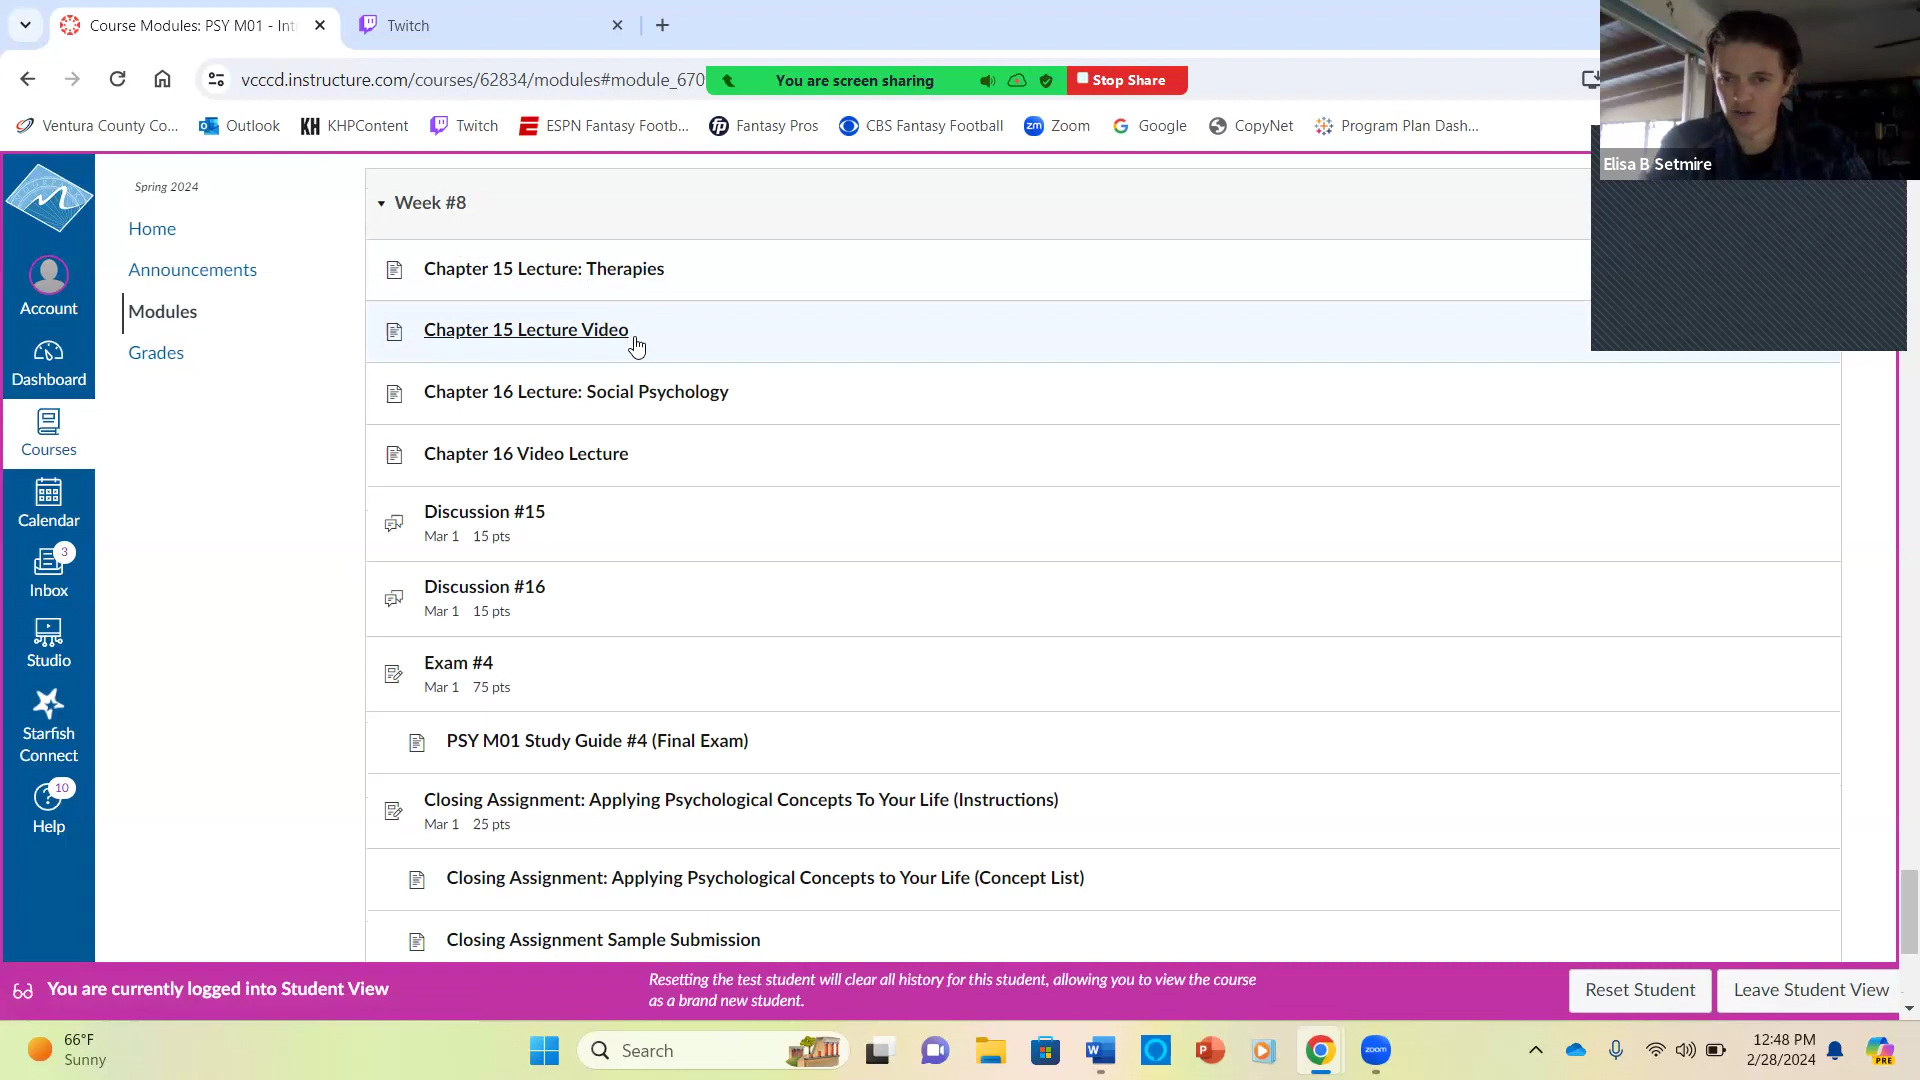 Course Modules: PSY M01 - Int
Twitch
vcccd.instructure.com/courses/62834/modules#module_670
You are screen sharing
Stop Share
Ventura County Co...
Outlook
KH KHPContent
Twitch
ESPN Fantasy Footb...
fp Fantasy Pros
CBS Fantasy Football
zm Zoom
Google
CopyNet
Program Plan Dash...
Elisa B Setmire
Account
Dashboard
Courses
Calendar
3
Inbox
Studio
Starfish
Connect
10
Help
Spring 2024
Home
Announcements
Modules
Grades
Week #8
Chapter 15 Lecture: Therapies
Chapter 15 Lecture Video
Chapter 16 Lecture: Social Psychology
Chapter 16 Video Lecture
Discussion #15
Mar 1 15 pts
Discussion #16
Mar 1 15 pts
Exam #4
Mar 1 75 pts
PSY M01 Study Guide #4 (Final Exam)
Closing Assignment: Applying Psychological Concepts To Your Life (Instructions)
Mar 1 25 pts
Closing Assignment: Applying Psychological Concepts to Your Life (Concept List)
Closing Assignment Sample Submission
You are currently logged into Student View
Resetting the test student will clear all history for this student, allowing you to view the course
as a brand new student.
Reset Student
Leave Student View
66°F
Sunny
Search
W
P
zoom
12:48 PM
2/28/2024
PRE